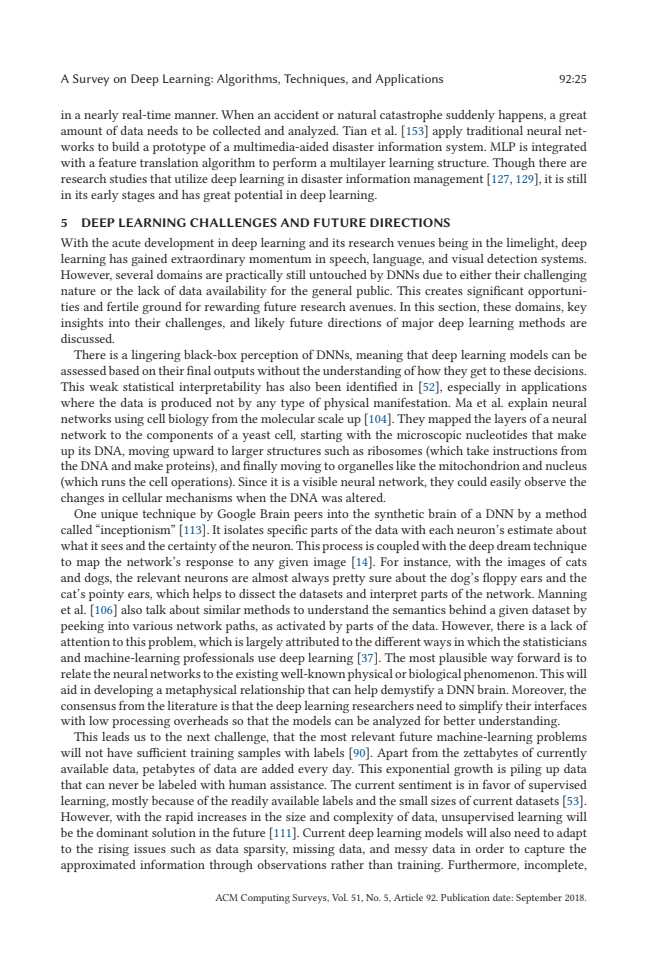 A Survey on Deep Learning: Algorithms, Techniques, and Applications 92:25
in a nearly real-time manner. When an accident or natural catastrophe suddenly happens, a great
amount of data needs to be collected and analyzed. Tian et al. [153] apply traditional neural net-
works to build a prototype of a multimedia-aided disaster information system. MLP is integrated
with a feature translation algorithm to perform a multilayer learning structure. Though there are
research studies that utilize deep learning in disaster information management [127, 129], it is still
in its early stages and has great potential in deep learning.
5 DEEP LEARNING CHALLENGES AND FUTURE DIRECTIONS
With the acute development in deep learning and its research venues being in the limelight, deep
learning has gained extraordinary momentum in speech, language, and visual detection systems.
However, several domains are practically still untouched by DNNs due to either their challenging
nature or the lack of data availability for the general public. This creates significant opportuni-
ties and fertile ground for rewarding future research avenues. In this section, these domains, key
insights into their challenges, and likely future directions of major deep learning methods are
discussed.
There is a lingering black-box perception of DNNs, meaning that deep learning models can be
assessed based on their final outputs without the understanding of how they get to these decisions.
This weak statistical interpretability has also been identified in [52], especially in applications
where the data is produced not by any type of physical manifestation. Ma et al. explain neural
networks using cell biology from the molecular scale up [104]. They mapped the layers of a neural
network to the components of a yeast cell, starting with the microscopic nucleotides that make
up its DNA, moving upward to larger structures such as ribosomes (which take instructions from
the DNA and make proteins), and finally moving to organelles like the mitochondrion and nucleus
(which runs the cell operations). Since it is a visible neural network, they could easily observe the
changes in cellular mechanisms when the DNA was altered.
One unique technique by Google Brain peers into the synthetic brain of a DNN by a method
called “inceptionism” [113]. It isolates specific parts of the data with each neuron’s estimate about
what it sees and the certainty of the neuron. This process is coupled with the deep dream technique
to map the network’s response to any given image [14]. For instance, with the images of cats
and dogs, the relevant neurons are almost always pretty sure about the dog’s floppy ears and the
cat’s pointy ears, which helps to dissect the datasets and interpret parts of the network. Manning
et al. [106] also talk about similar methods to understand the semantics behind a given dataset by
peeking into various network paths, as activated by parts of the data. However, there is a lack of
attention to this problem, which is largely attributed to the different ways in which the statisticians
and machine-learning professionals use deep learning [37]. The most plausible way forward is to
relate the neural networks to the existing well-known physical or biological phenomenon. This will
aid in developing a metaphysical relationship that can help demystify a DNN brain. Moreover, the
consensus from the literature is that the deep learning researchers need to simplify their interfaces
with low processing overheads so that the models can be analyzed for better understanding.
This leads us to the next challenge, that the most relevant future machine-learning problems
will not have sufficient training samples with labels [90]. Apart from the zettabytes of currently
available data, petabytes of data are added every day. This exponential growth is piling up data
that can never be labeled with human assistance. The current sentiment is in favor of supervised
learning, mostly because of the readily available labels and the small sizes of current datasets [53].
However, with the rapid increases in the size and complexity of data, unsupervised learning will
be the dominant solution in the future [111]. Current deep learning models will also need to adapt
to the rising issues such as data sparsity, missing data, and messy data in order to capture the
approximated information through observations rather than training. Furthermore, incomplete,
ACM Computing Surveys, Vol. 51, No. 5, Article 92. Publication date: September 2018.